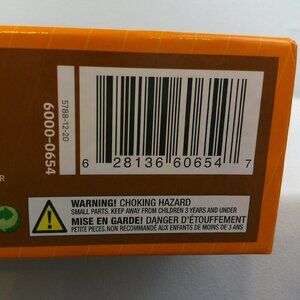 5788-12-20
6000-0654
6 28136 60654 7
R
WARNING! CHOKING HAZARD
SMALL PARTS. KEEP AWAY FROM CHILDREN 3 YEARS AND UNDER
MISE EN GARDE! DANGER D'ÉTOUFFEMENT
PETITE PIECES. NON RECOMMANDÉ AUX ENFANTS DE MOINS DE 3 ANS